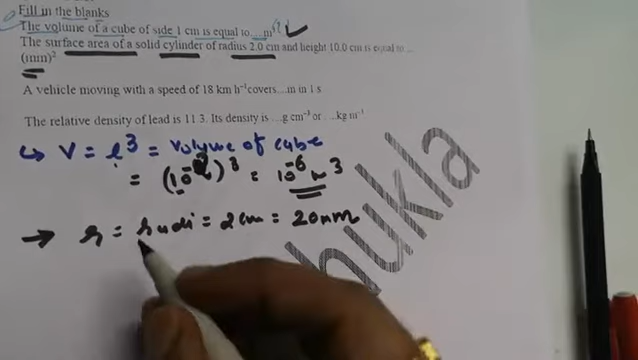 Fill in the blanks
The volume of a cube of side 1 cm is equal to....m³
The surface area of a solid cylinder of radius 2.0 cm and height 10.0 cm is equal to...
(mm)²
A vehicle moving with a speed of 18 km h⁻¹ covers....m in 1 s
The relative density of lead is 11.3. Its density is ....g cm⁻³ or ....kg m⁻³
↳ V = l³ = Volume of cube
= (10⁻²)³ = 10⁻⁶ m³
→ r = radi = 2cm = 20mm
hukla